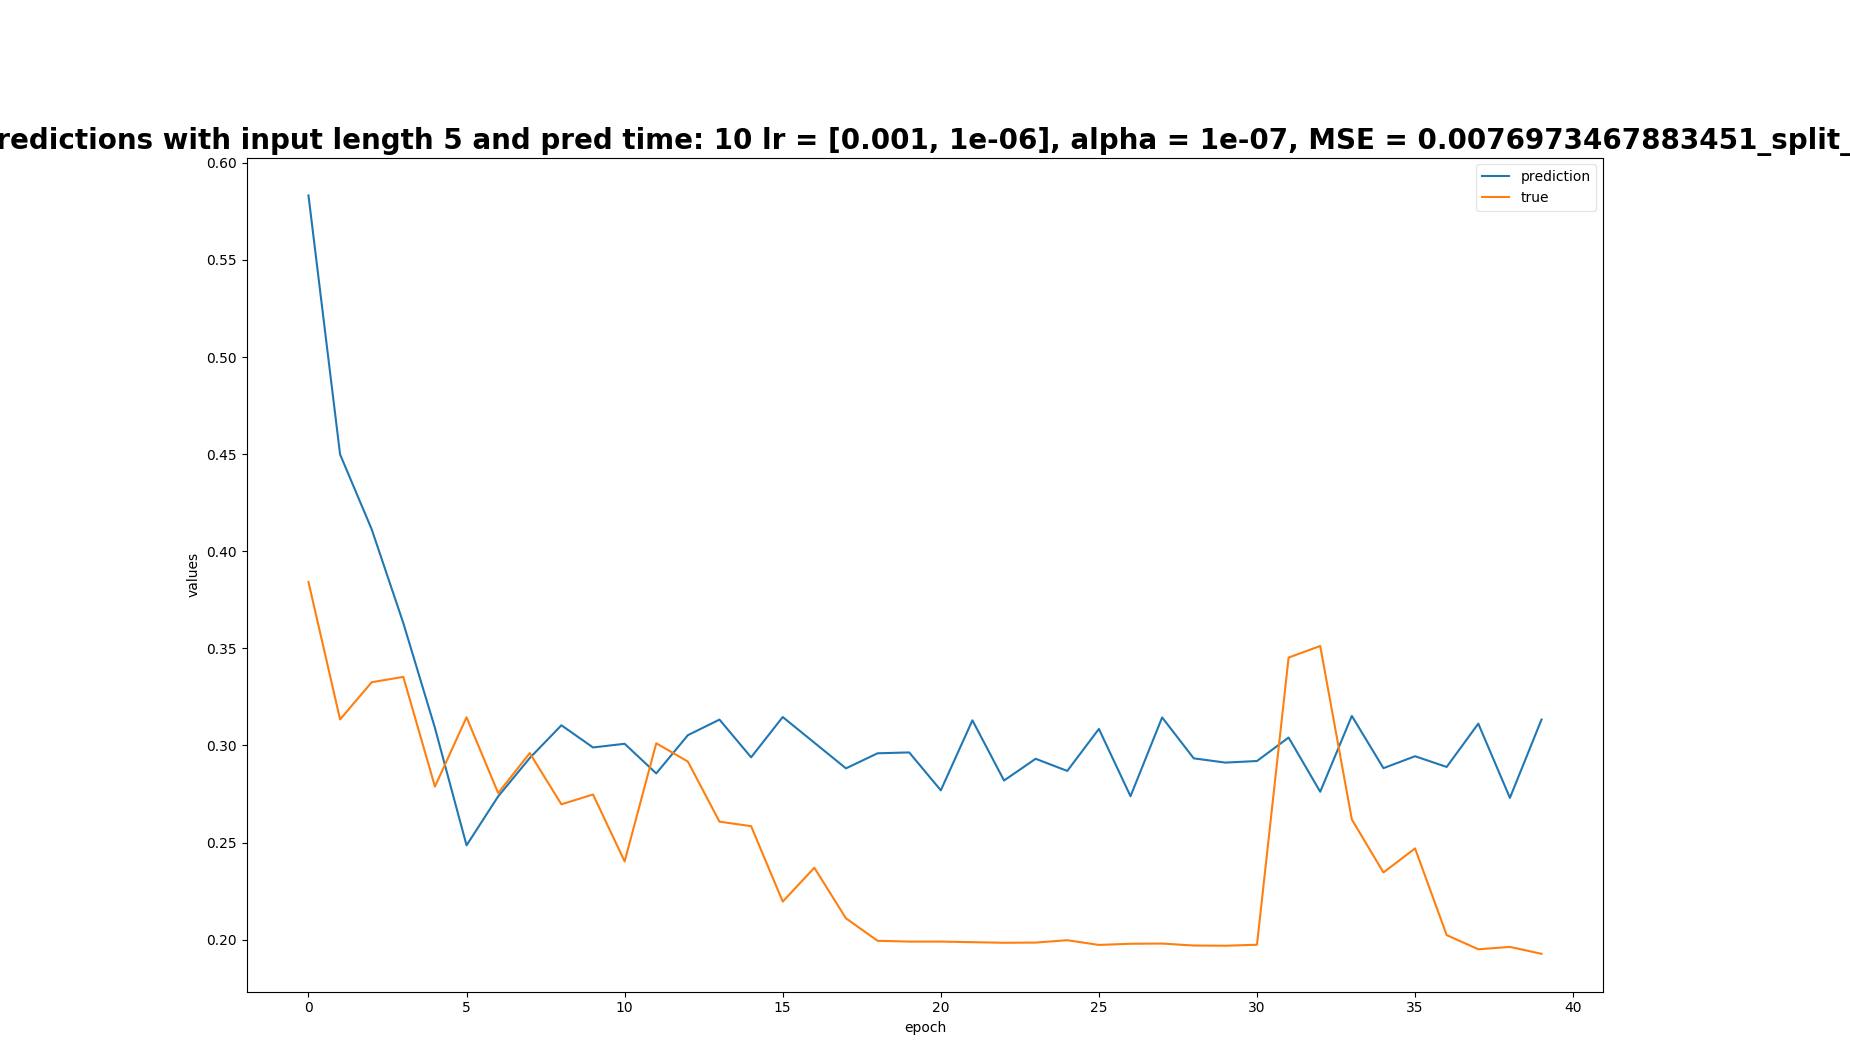 redictions with input length 5 and pred time: 10 lr = [0.001, 1e-06], alpha = 1e-07, MSE = 0.0076973467883451_split_
prediction
true
0.60
0.55
0.50
0.45
0.40
0.35
0.30
0.25
0.20
values
0 5 10 15 20 25 30 35 40
epoch